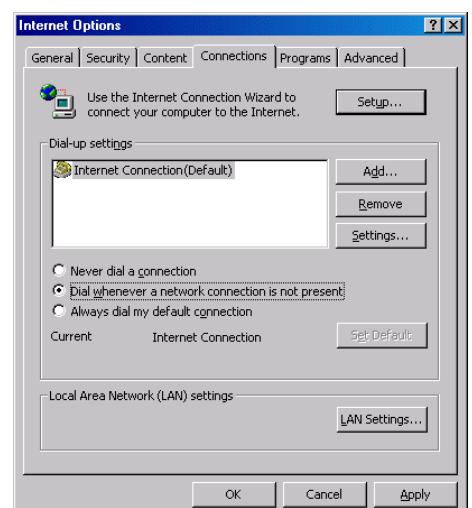 Internet Options
General Security Content Connections Programs Advanced
Use the Internet Connection Wizard to
connect your computer to the Internet.
Setup...
Dial-up settings
Internet Connection(Default)
Add...
Remove
Settings...
Never dial a connection
Dial whenever a network connection is not present
Always dial my default connection
Current Internet Connection
Set Default
Local Area Network (LAN) settings
LAN Settings...
OK Cancel Apply